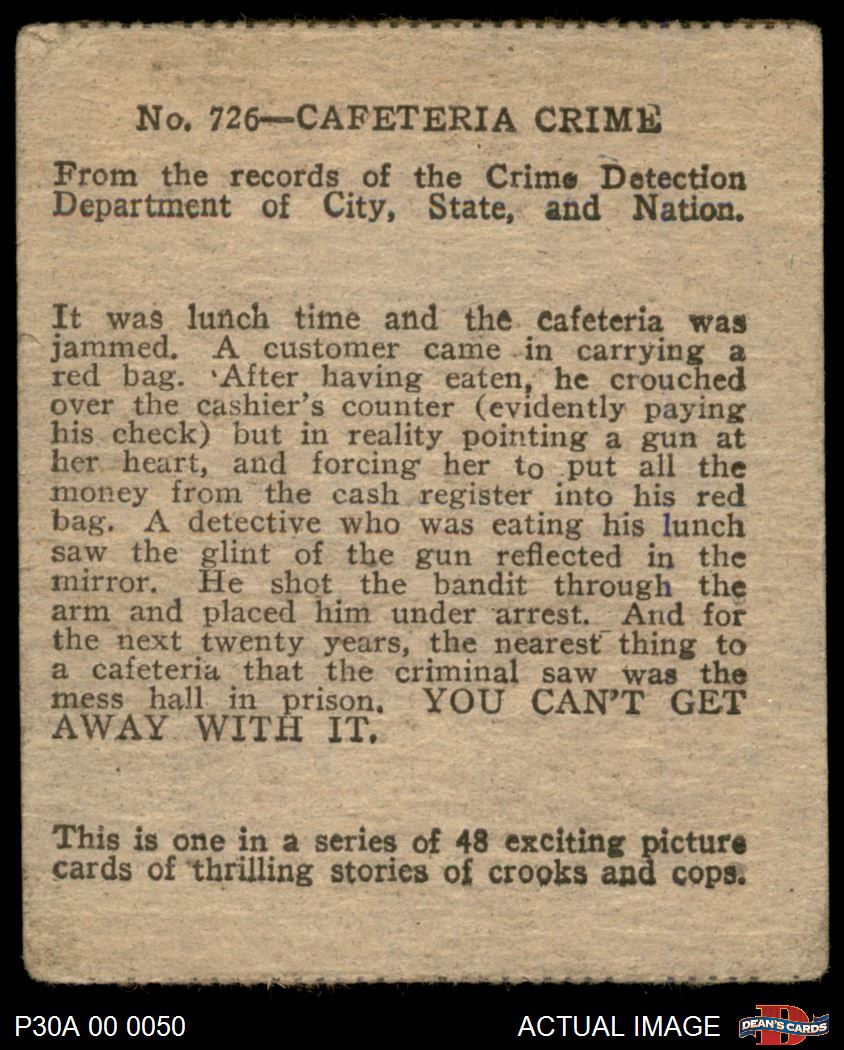 No. 726—CAFETERIA CRIME
From the records of the Crime Detection
Department of City, State, and Nation.
It was lunch time and the cafeteria was
jammed. A customer came in carrying a
red bag. After having eaten, he crouched
over the cashier's counter (evidently paying
his check) but in reality pointing a gun at
her heart, and forcing her to put all the
money from the cash register into his red
bag. A detective who was eating his lunch
saw the glint of the gun reflected in the
mirror. He shot the bandit through the
arm and placed him under arrest. And for
the next twenty years, the nearest thing to
a cafeteria that the criminal saw was the
mess hall in prison. YOU CAN'T GET
AWAY WITH IT.
This is one in a series of 48 exciting picture
cards of thrilling stories of crooks and cops.
P30A 00 0050
ACTUAL IMAGE
D
DEAN'S CARDS